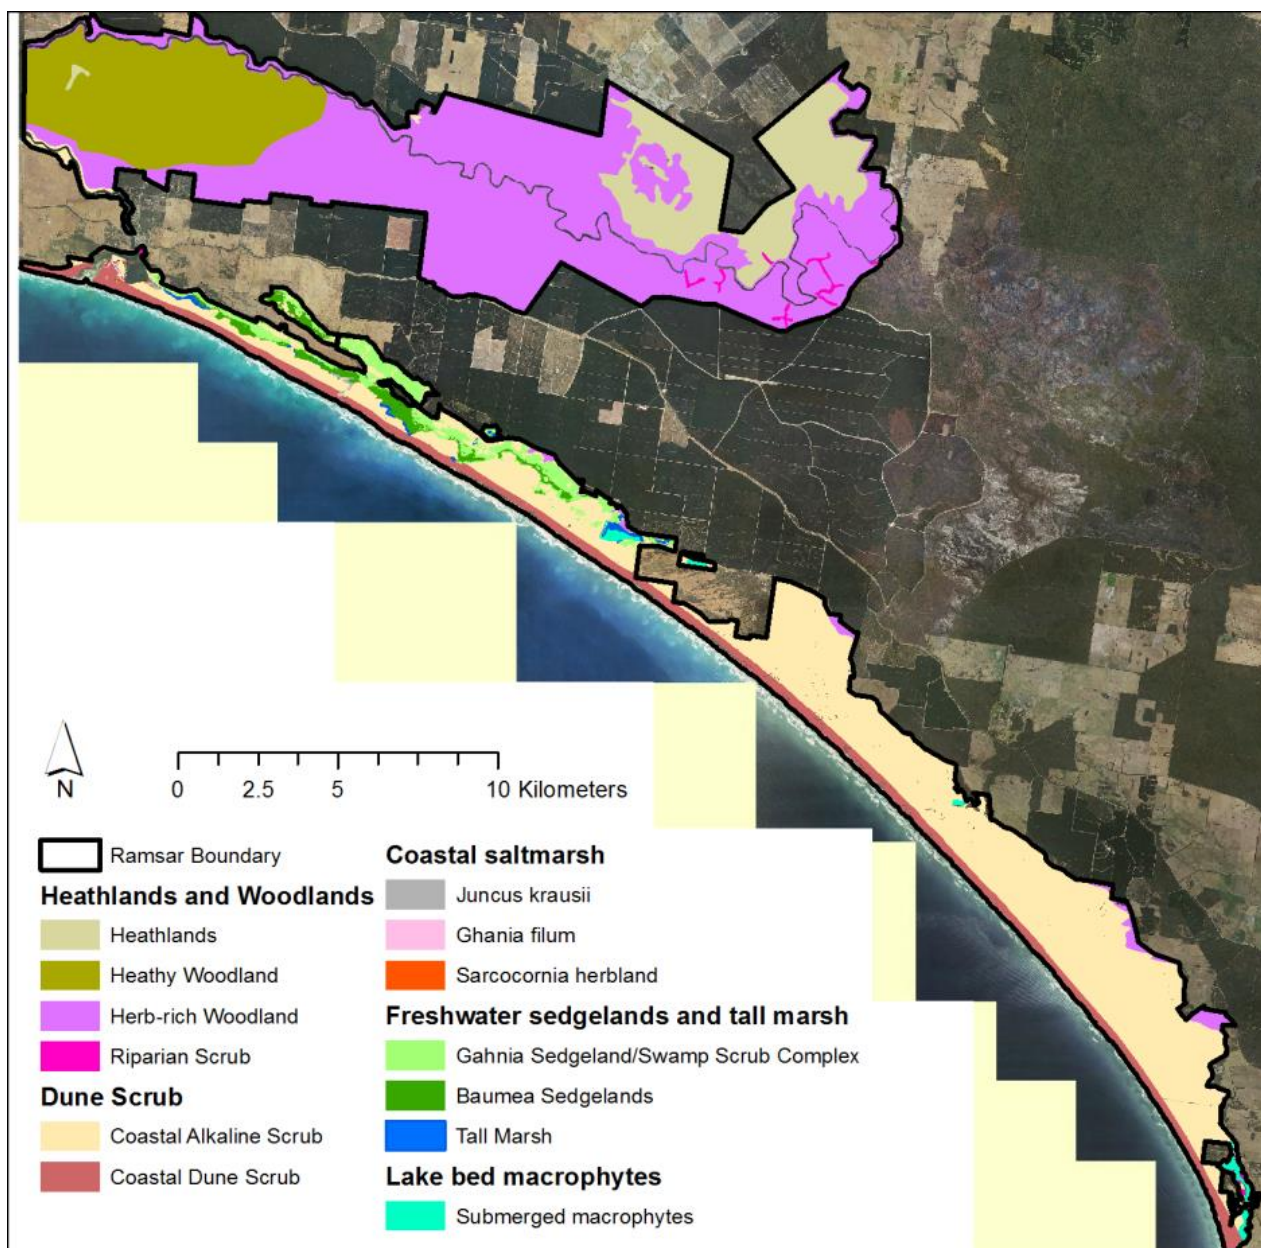 N
0 2.5 5 10 Kilometers
Ramsar Boundary
Heathlands and Woodlands
Heathlands
Heathy Woodland
Herb-rich Woodland
Riparian Scrub
Dune Scrub
Coastal Alkaline Scrub
Coastal Dune Scrub
Coastal saltmarsh
Juncus krausii
Ghania filum
Sarcocornia herbland
Freshwater sedgelands and tall marsh
Gahnia Sedgeland/Swamp Scrub Complex
Baumea Sedgelands
Tall Marsh
Lake bed macrophytes
Submerged macrophytes